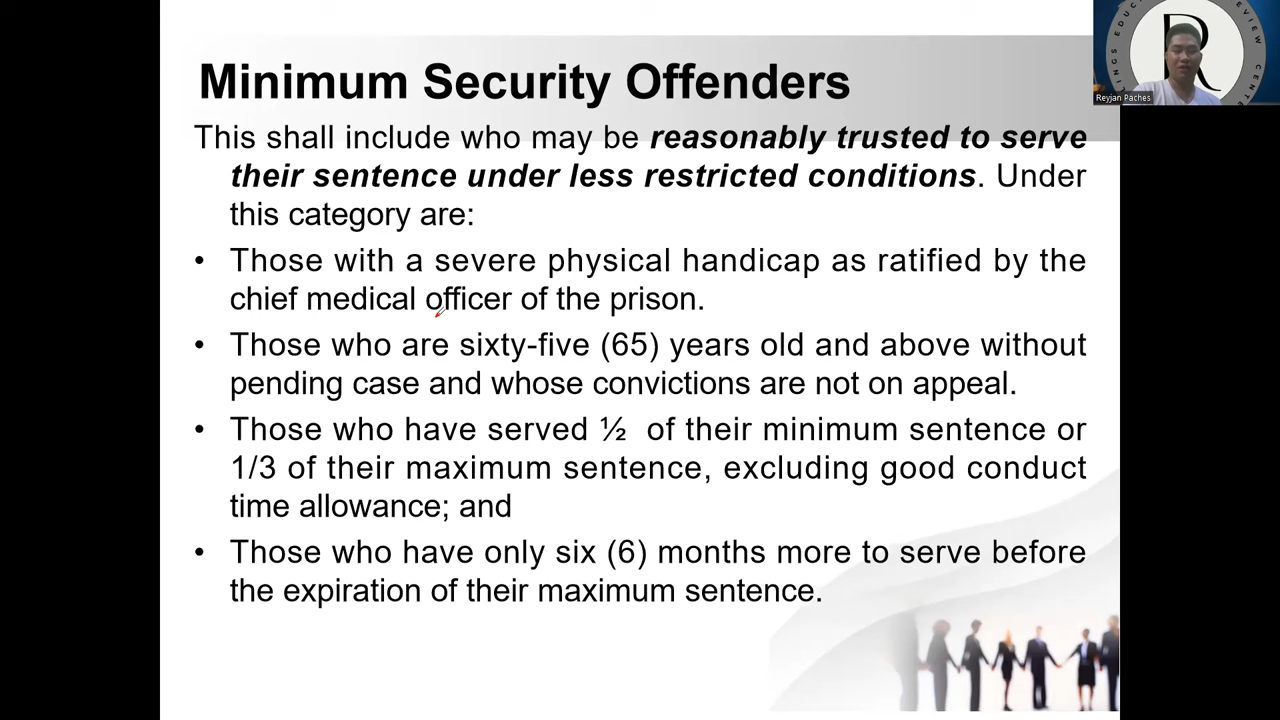 Minimum Security Offenders
This shall include who may be reasonably trusted to serve
their sentence under less restricted conditions. Under
this category are:
• Those with a severe physical handicap as ratified by the
chief medical officer of the prison.
• Those who are sixty-five (65) years old and above without
pending case and whose convictions are not on appeal.
• Those who have served ½ of their minimum sentence or
1/3 of their maximum sentence, excluding good conduct
time allowance; and
• Those who have only six (6) months more to serve before
the expiration of their maximum sentence.
R
Reyjan Paches